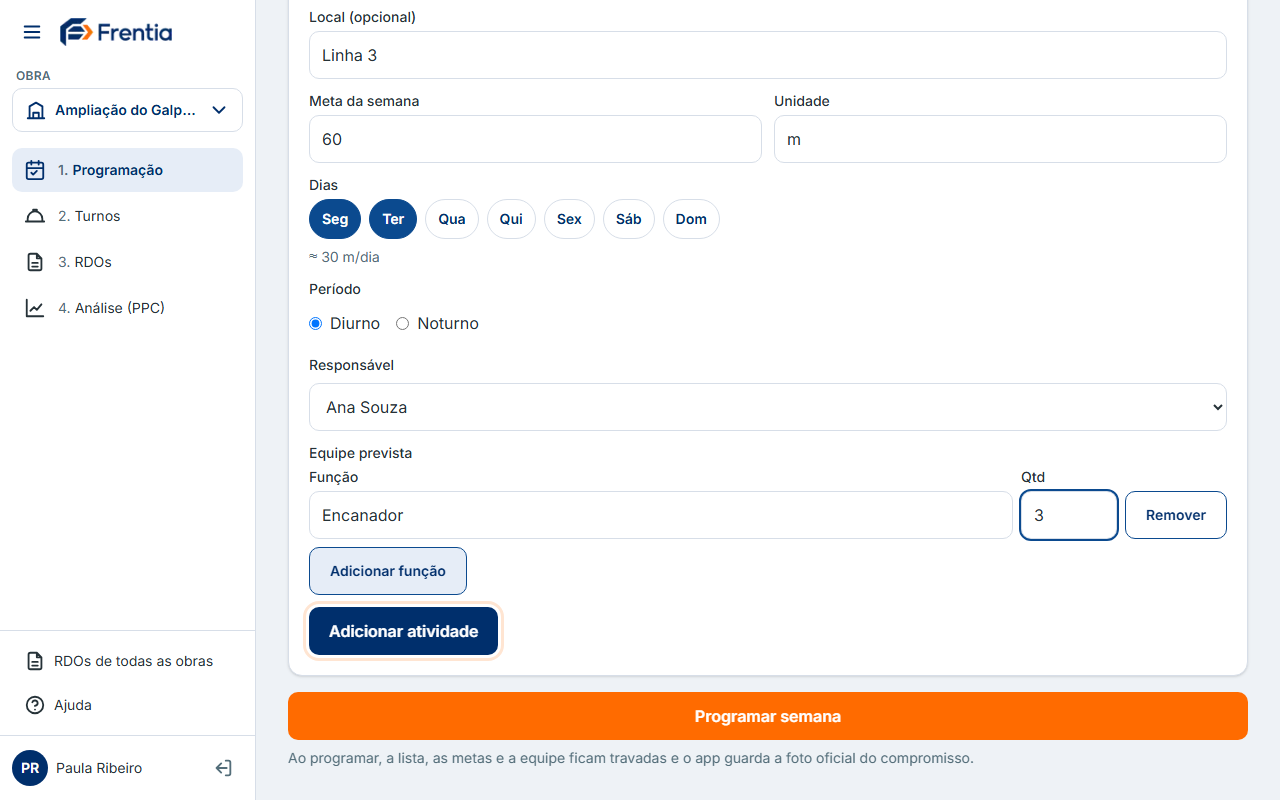 Frentia
OBRA
Ampliação do Galp...
1. Programação
2. Turnos
3. RDOs
4. Análise (PPC)
RDOs de todas as obras
Ajuda
PR
Paula Ribeiro
Local (opcional)
Linha 3
Meta da semana
Unidade
60
m
Dias
Seg Ter Qua Qui Sex Sáb Dom
≈ 30 m/dia
Período
Diurno Noturno
Responsável
Ana Souza
Equipe prevista
Função
Qtd
Encanador
3
Remover
Adicionar função
Adicionar atividade
Programar semana
Ao programar, a lista, as metas e a equipe ficam travadas e o app guarda a foto oficial do compromisso.